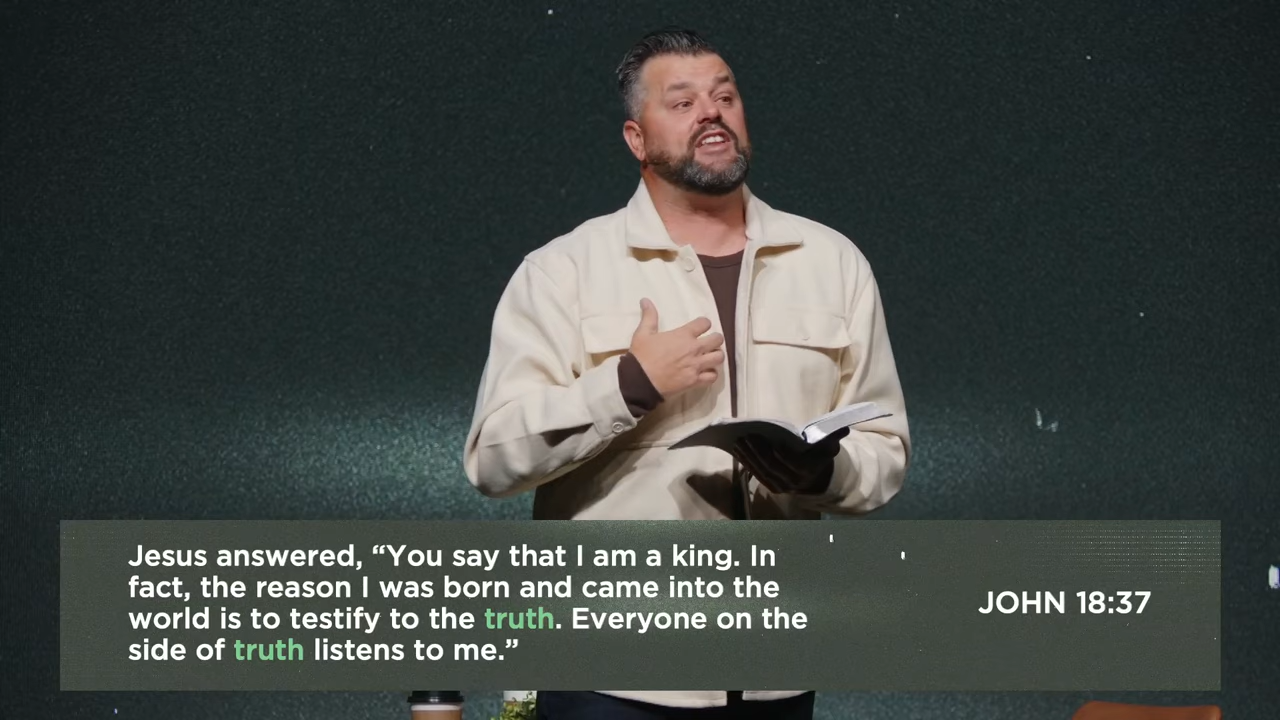 Jesus answered, “You say that I am a king. In
fact, the reason I was born and came into the
world is to testify to the truth. Everyone on the
side of truth listens to me.”
JOHN 18:37